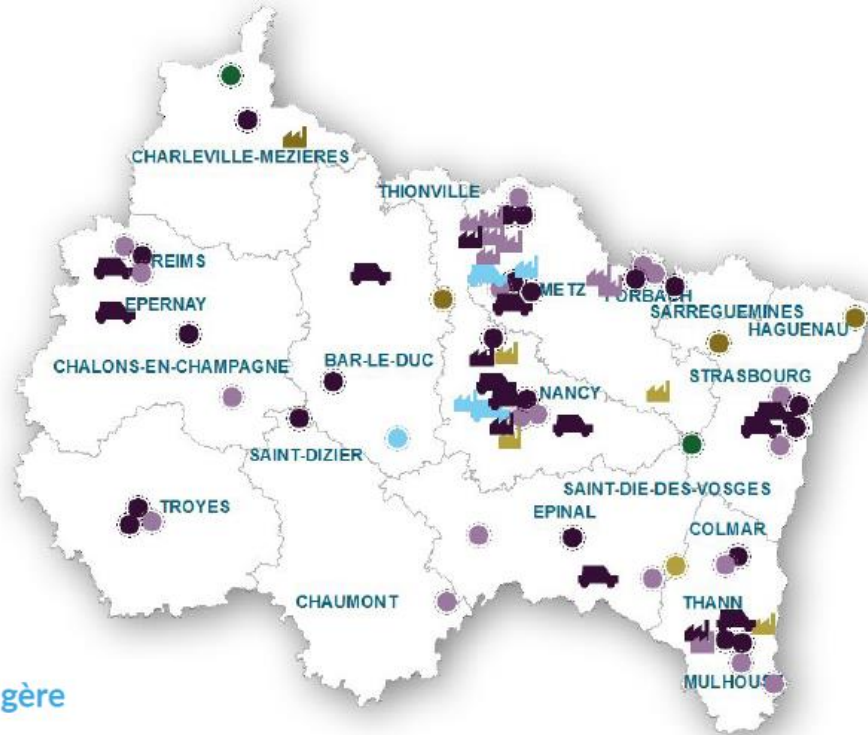 CHARLEVILLE-MEZIERES
THIONVILLE
REIMS
METZ
FORBACH
EPERNAY
SARREGUEMINES
HAGUENAU
CHALONS-EN-CHAMPAGNE
BAR-LE-DUC
STRASBOURG
NANCY
SAINT-DIZIER
SAINT-DIE-DES-VOSGES
TROYES
EPINAL
COLMAR
CHAUMONT
THANN
MULHOUS
gère